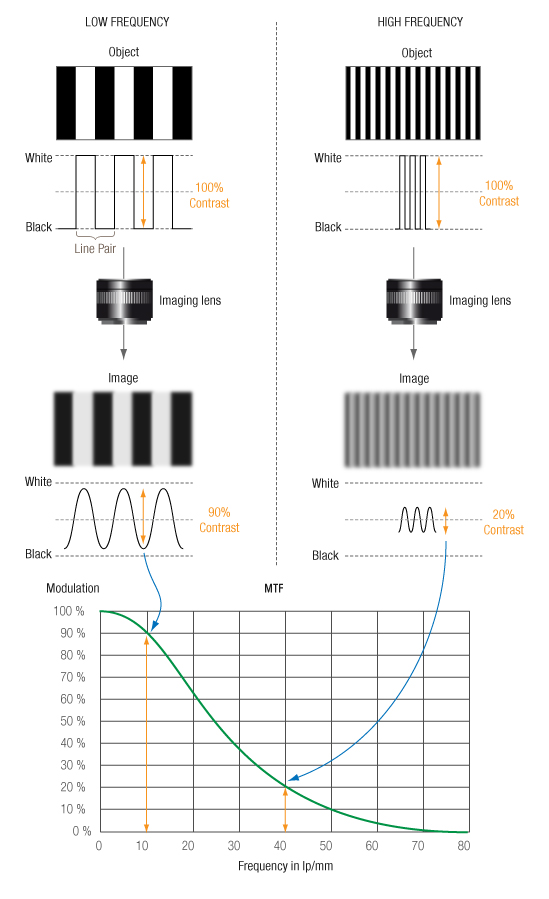 LOW FREQUENCY
Object
White
100%
Contrast
Black
Line Pair
Imaging lens
Image
White
90%
Contrast
Black
HIGH FREQUENCY
Object
White
100%
Contrast
Black
Imaging lens
Image
White
20%
Contrast
Black
Modulation
MTF
100 %
90 %
80 %
70 %
60 %
50 %
40 %
30 %
20 %
10 %
0 %
0 10 20 30 40 50 60 70 80
Frequency in lp/mm